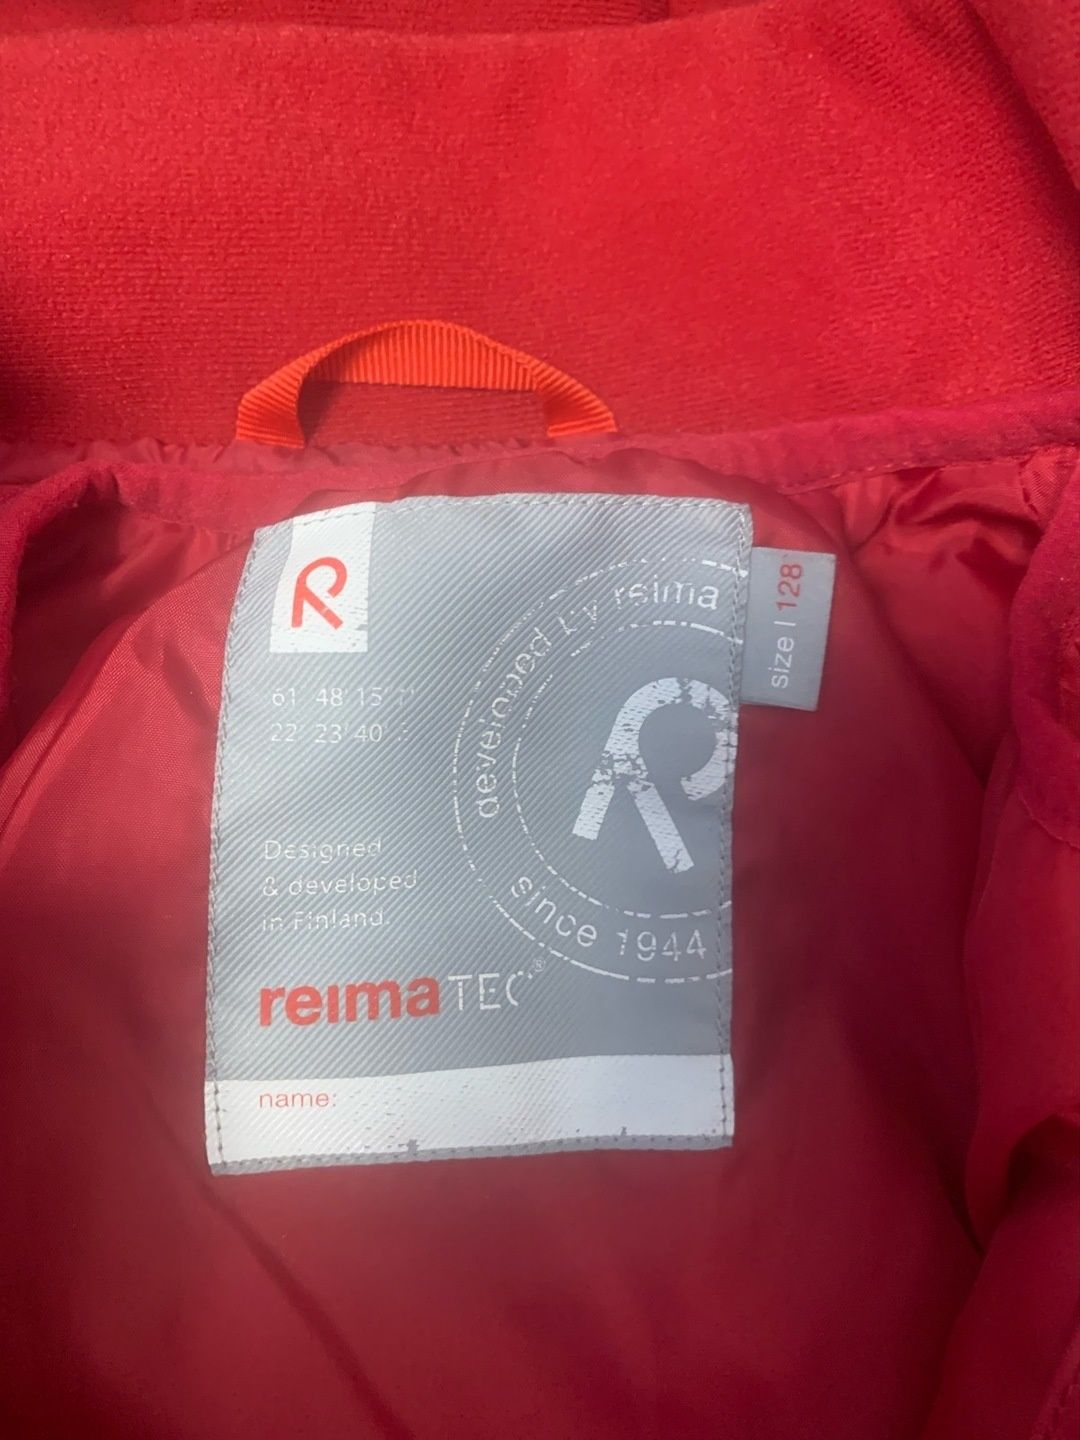 R
61° 48' 15"
22° 23' 40
Designed
& developed
in Finland.
reimaTEC®
name:
developed by reima
since 1944
size | 128